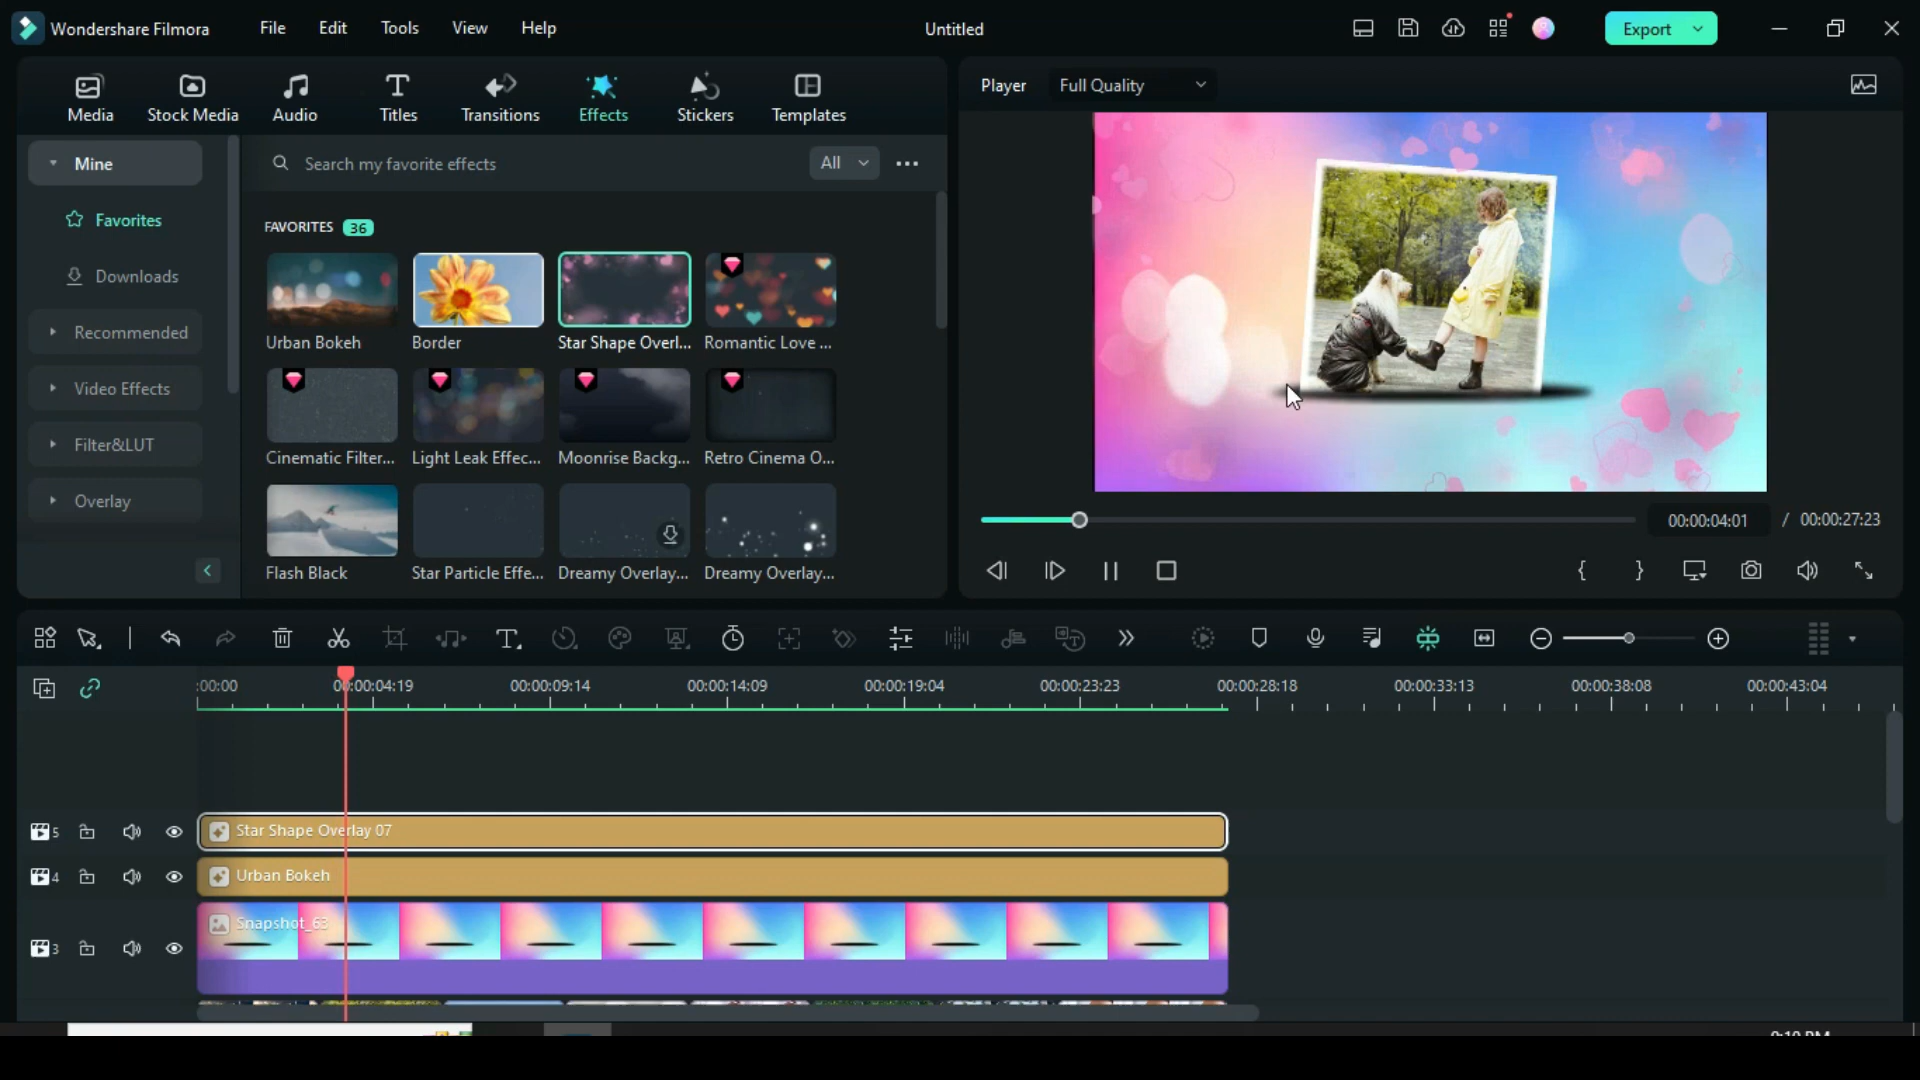 Wondershare Filmora
File Edit Tools View Help
Untitled
Export
Media
Stock Media
Audio
Titles
Transitions
Effects
Stickers
Templates
Player Full Quality
Mine
Search my favorite effects
All
Favorites
Downloads
Recommended
Video Effects
Filter&LUT
Overlay
FAVORITES 36
Urban Bokeh
Border
Star Shape Overl...
Romantic Love ...
Cinematic Filter...
Light Leak Effec...
Moonrise Backg...
Retro Cinema O...
Flash Black
Star Particle Effe...
Dreamy Overlay...
Dreamy Overlay...
00:00:04:01 / 00:00:27:23
:00:00
00:00:04:19
00:00:09:14
00:00:14:09
00:00:19:04
00:00:23:23
00:00:28:18
00:00:33:13
00:00:38:08
00:00:43:04
5
Star Shape Overlay 07
4
Urban Bokeh
3
Snapshot_63